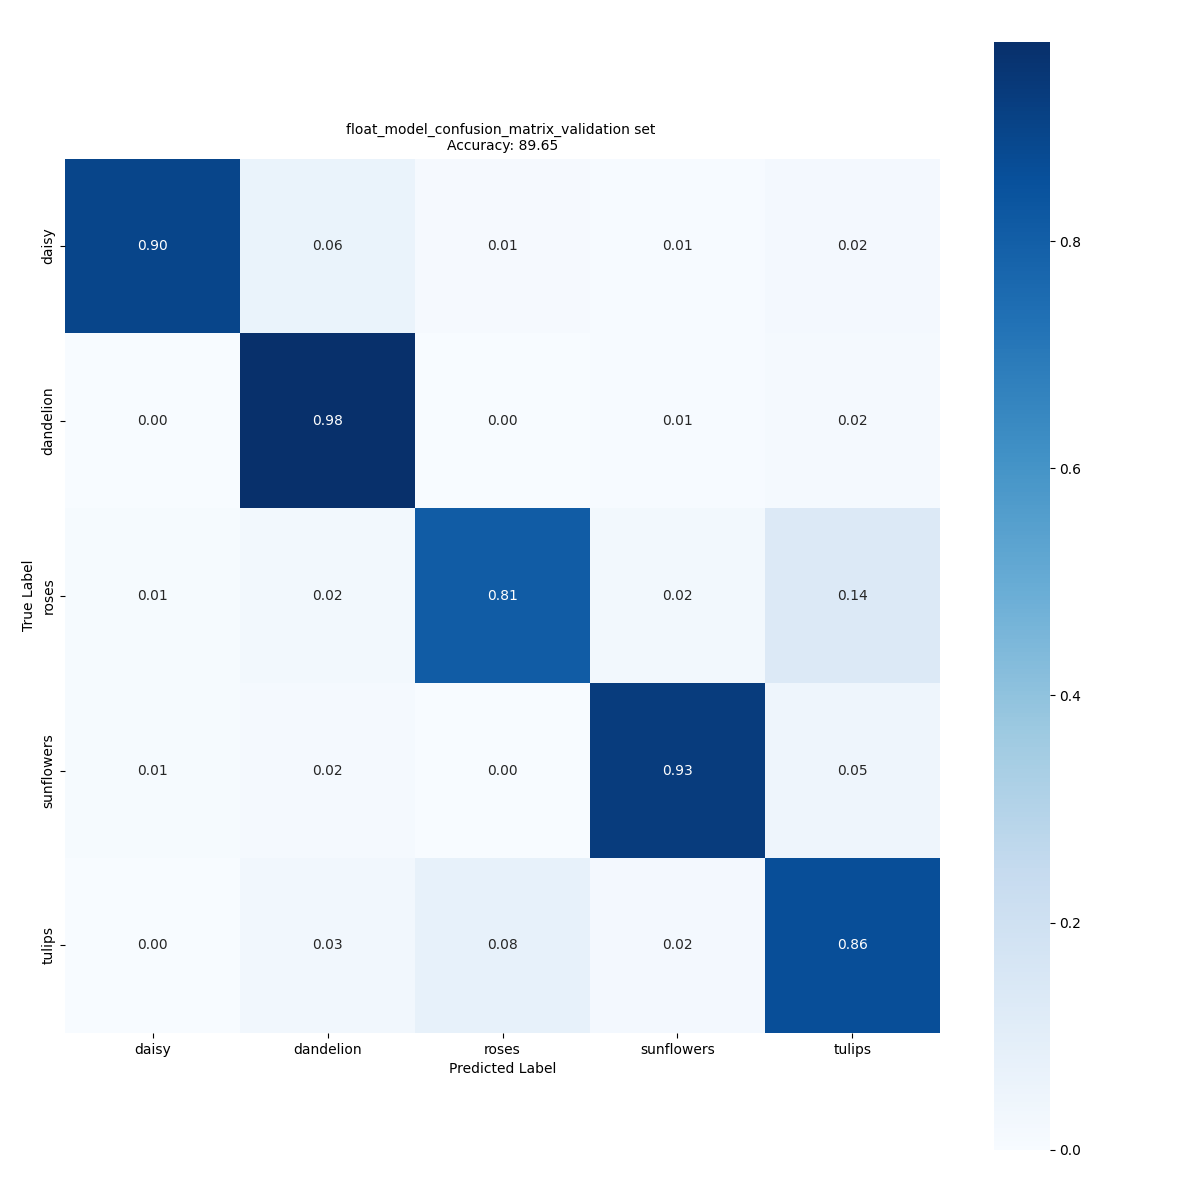 float_model_confusion_matrix_validation set
Accuracy: 89.65
True Label
daisy 0.90 0.06 0.01 0.01 0.02
dandelion 0.00 0.98 0.00 0.01 0.02
roses 0.01 0.02 0.81 0.02 0.14
sunflowers 0.01 0.02 0.00 0.93 0.05
tulips 0.00 0.03 0.08 0.02 0.86
daisy dandelion roses sunflowers tulips
Predicted Label
0.8
0.6
0.4
0.2
0.0